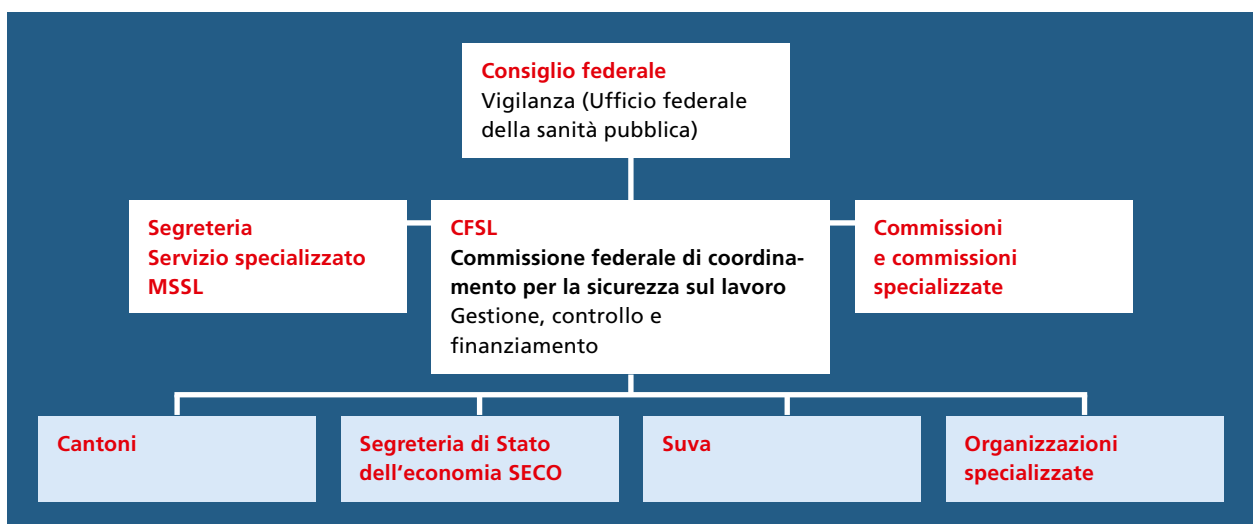 Consiglio federale
Vigilanza (Ufficio federale
della sanità pubblica)
Segreteria
Servizio specializzato
MSSL
CFSL
Commissione federale di coordina-
mento per la sicurezza sul lavoro
Gestione, controllo e
finanziamento
Commissioni
e commissioni
specializzate
Cantoni
Segreteria di Stato
dell‘economia SECO
Suva
Organizzazioni
specializzate